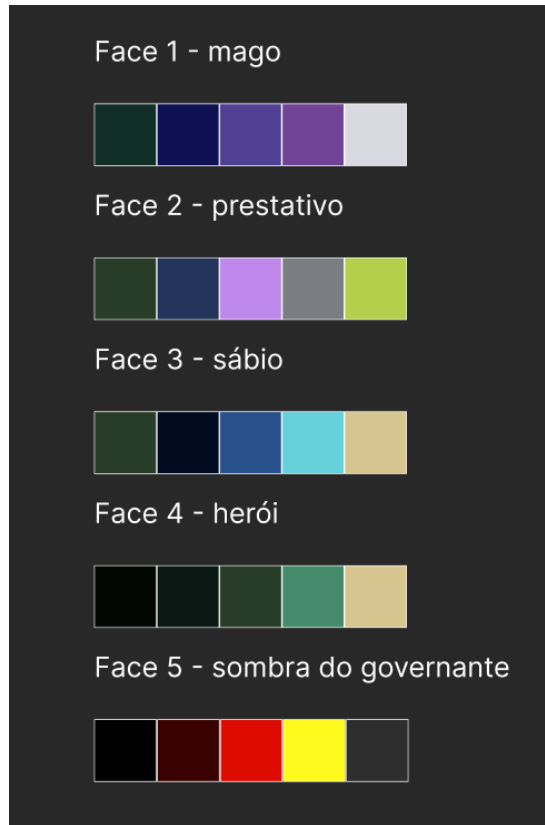 Face 1 - mago
Face 2 - prestativo
Face 3 - sábio
Face 4 - herói
Face 5 - sombra do governante